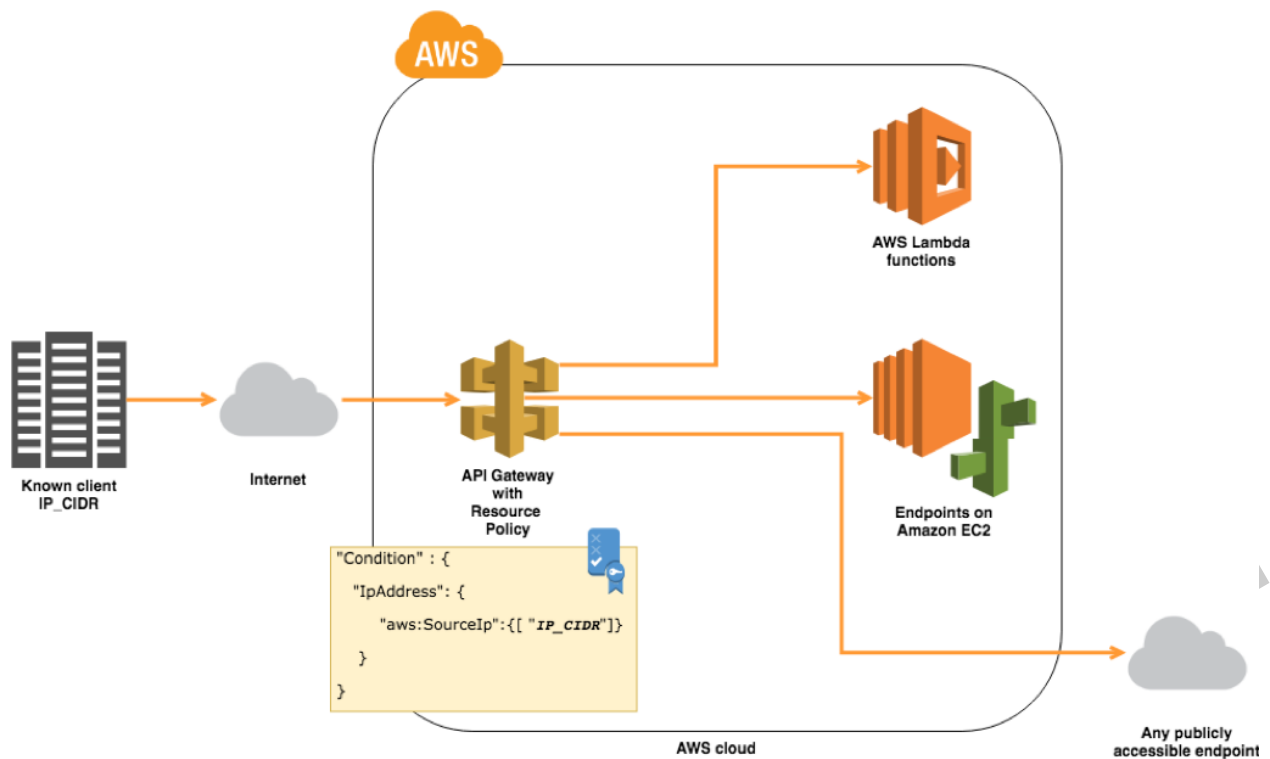 AWS
AWS Lambda
functions
Known client
IP_CIDR
Internet
API Gateway
with
Resource
Policy
Endpoints on
Amazon EC2
"Condition" : {
"IpAddress": {
"aws:SourceIp":{[ "IP_CIDR"]}
}
}
Any publicly
accessible endpoint
AWS cloud